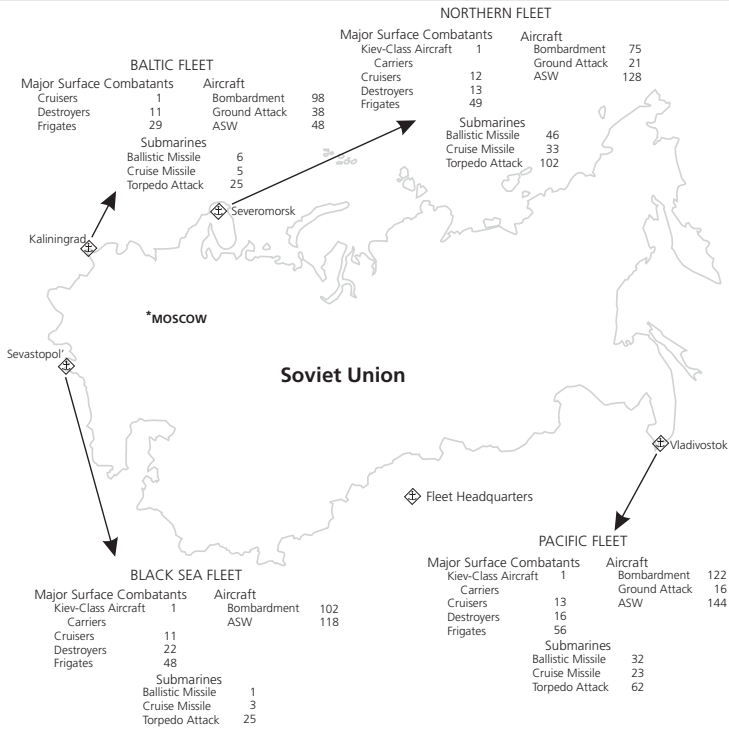 NORTHERN FLEET
Major Surface Combatants Aircraft
Kiev-Class Aircraft 1 Bombardment 75
Carriers Ground Attack 21
Cruisers 12 ASW 128
Destroyers 13
Frigates 49
Submarines
Ballistic Missile 46
Cruise Missile 33
Torpedo Attack 102
BALTIC FLEET
Major Surface Combatants Aircraft
Cruisers 1 Bombardment 98
Destroyers 11 Ground Attack 38
Frigates 29 ASW 48
Submarines
Ballistic Missile 6
Cruise Missile 5
Torpedo Attack 25
Severomorsk
Kaliningrad
*MOSCOW
Sevastopol'
Soviet Union
Vladivostok
Fleet Headquarters
PACIFIC FLEET
Major Surface Combatants Aircraft
Kiev-Class Aircraft 1 Bombardment 122
Carriers Ground Attack 16
Cruisers 13 ASW 144
Destroyers 16
Frigates 56
Submarines
Ballistic Missile 32
Cruise Missile 23
Torpedo Attack 62
BLACK SEA FLEET
Major Surface Combatants Aircraft
Kiev-Class Aircraft 1 Bombardment 102
Carriers ASW 118
Cruisers 11
Destroyers 22
Frigates 48
Submarines
Ballistic Missile 1
Cruise Missile 3
Torpedo Attack 25